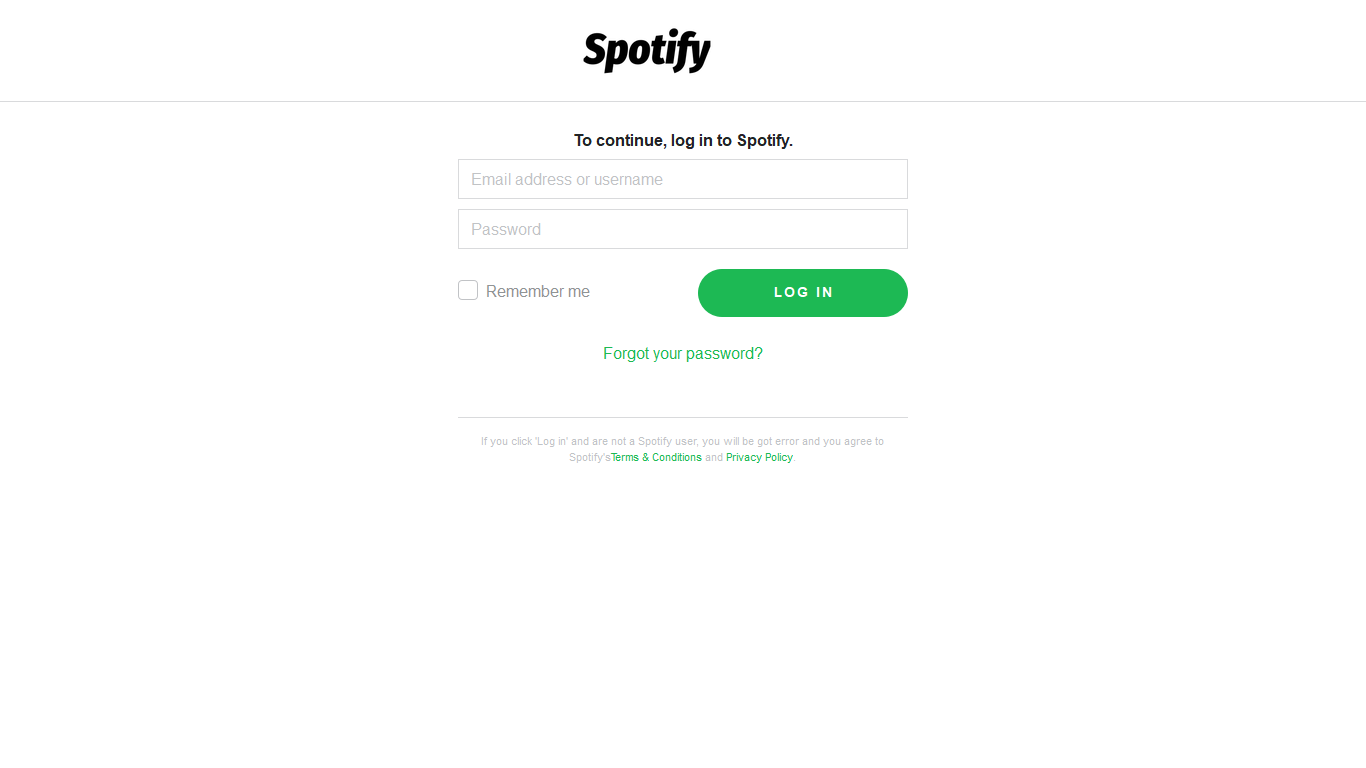 Spotify
To continue, log in to Spotify.
Email address or username
Password
Remember me
LOG IN
Forgot your password?
If you click 'Log in' and are not a Spotify user, you will be got error and you agree to
Spotify'sTerms & Conditions and Privacy Policy.